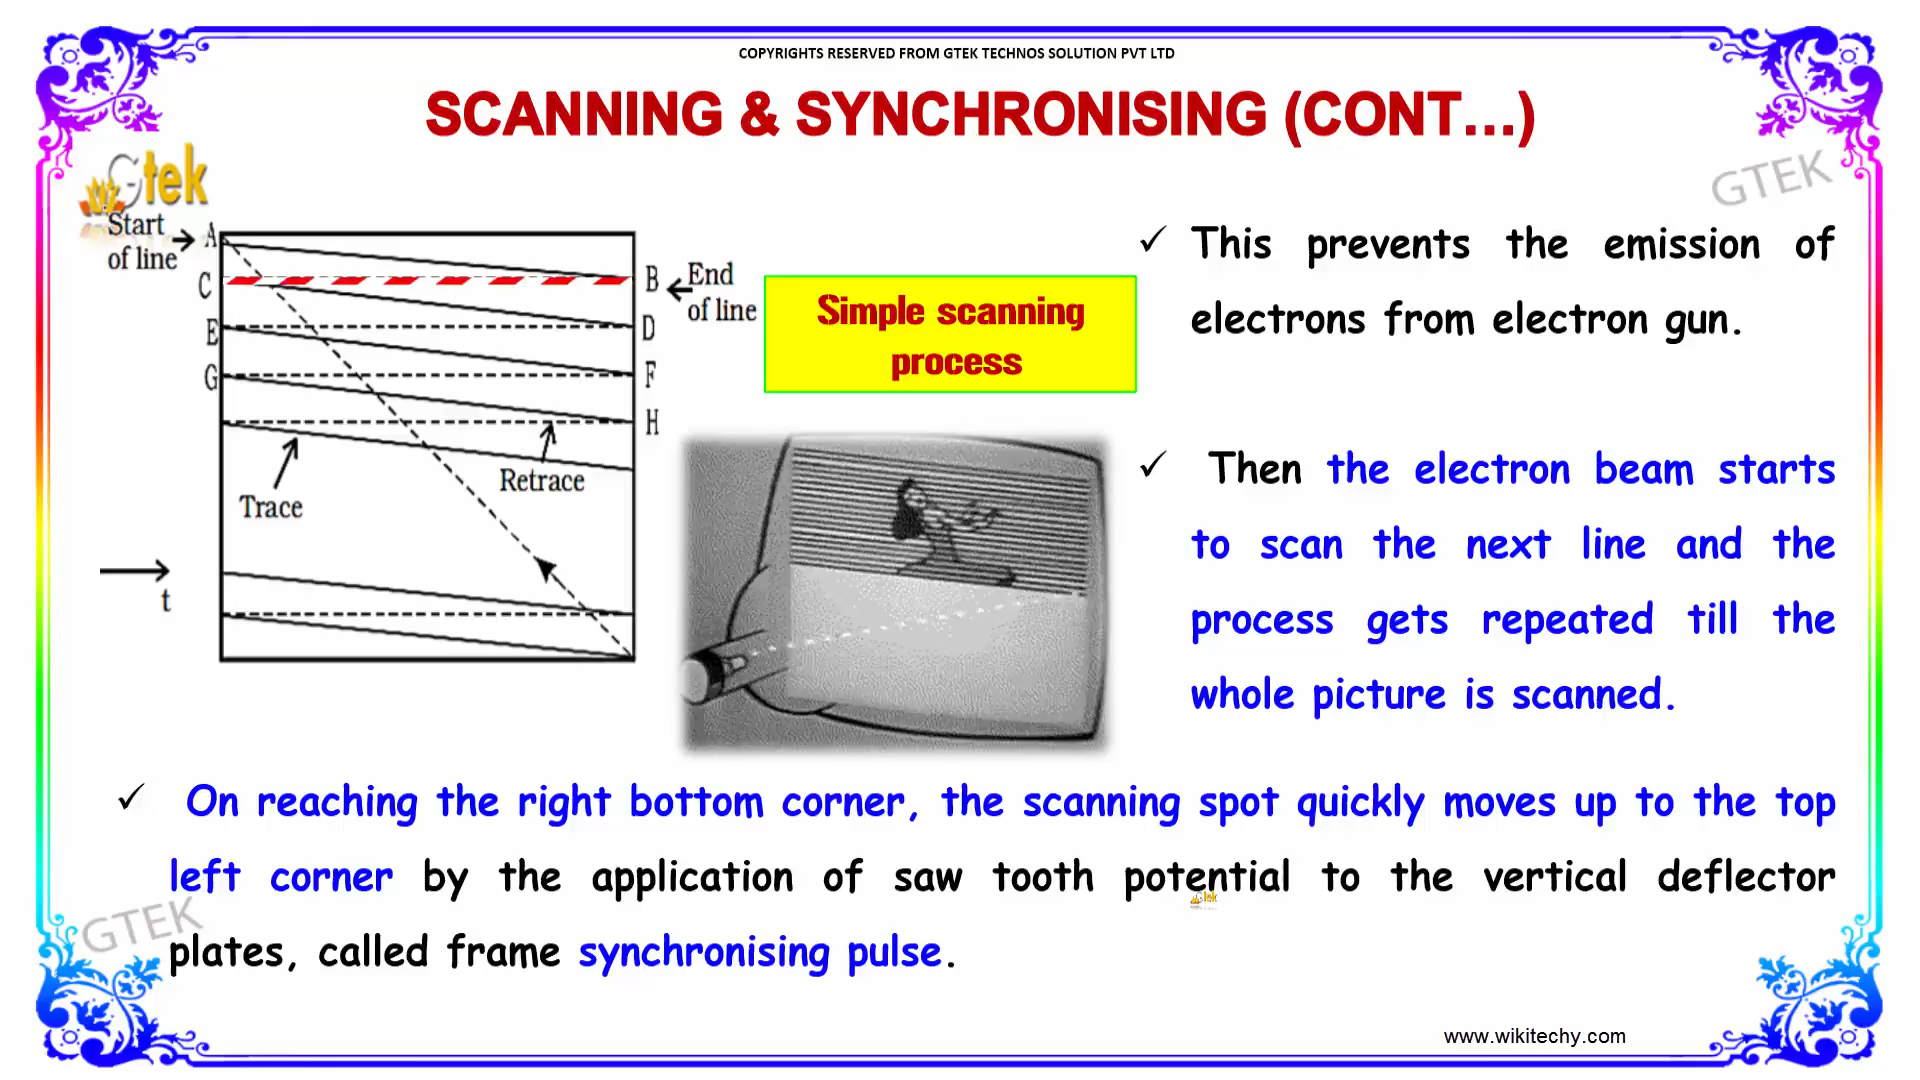 COPYRIGHTS RESERVED FROM GTEK TECHNOS SOLUTION PVT LTD
SCANNING & SYNCHRONISING (CONT...)
Gtek
GTEK
Start
of line
A
C
E
G
B
D
F
H
End
of line
Retrace
Trace
t
Simple scanning
process
✓ This prevents the emission of
electrons from electron gun.
✓ Then the electron beam starts
to scan the next line and the
process gets repeated till the
whole picture is scanned.
✓ On reaching the right bottom corner, the scanning spot quickly moves up to the top
left corner by the application of saw tooth potential to the vertical deflector
plates, called frame synchronising pulse.
Gtek
GTEK
www.wikitechy.com